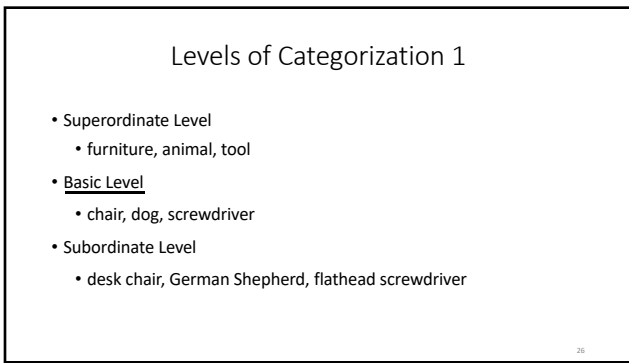 Levels of Categorization 1
• Superordinate Level
• furniture, animal, tool
• Basic Level
• chair, dog, screwdriver
• Subordinate Level
• desk chair, German Shepherd, flathead screwdriver
26